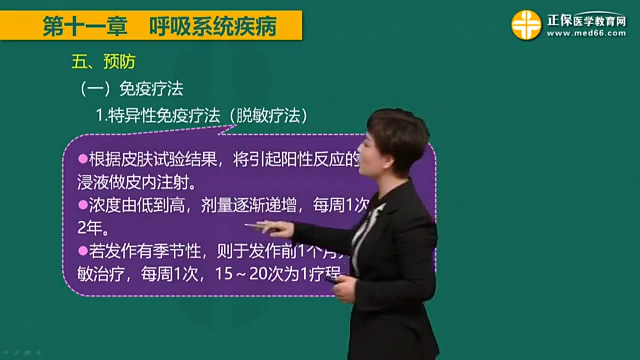 第十一章 呼吸系统疾病
正保医学教育网
www.med66.com
五、预防
（一）免疫疗法
1.特异性免疫疗法（脱敏疗法）
●根据皮肤试验结果，将引起阳性反应的
浸液做皮内注射。
●浓度由低到高，剂量逐渐递增，每周1次
2年。
●若发作有季节性，则于发作前1个月
敏治疗，每周1次，15～20次为1疗程